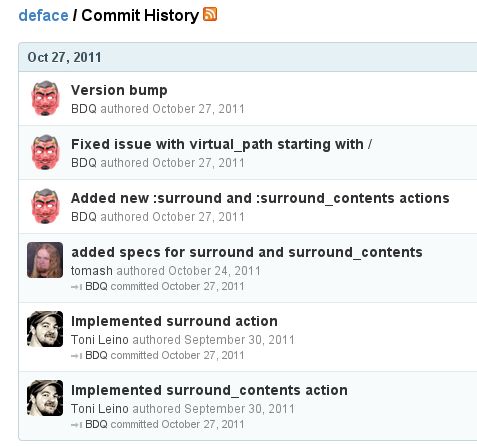 deface / Commit History
Oct 27, 2011
Version bump
BDQ authored October 27, 2011
Fixed issue with virtual_path starting with /
BDQ authored October 27, 2011
Added new :surround and :surround_contents actions
BDQ authored October 27, 2011
added specs for surround and surround_contents
tomash authored October 24, 2011
BDQ committed October 27, 2011
Implemented surround action
Toni Leino authored September 30, 2011
BDQ committed October 27, 2011
Implemented surround_contents action
Toni Leino authored September 30, 2011
BDQ committed October 27, 2011